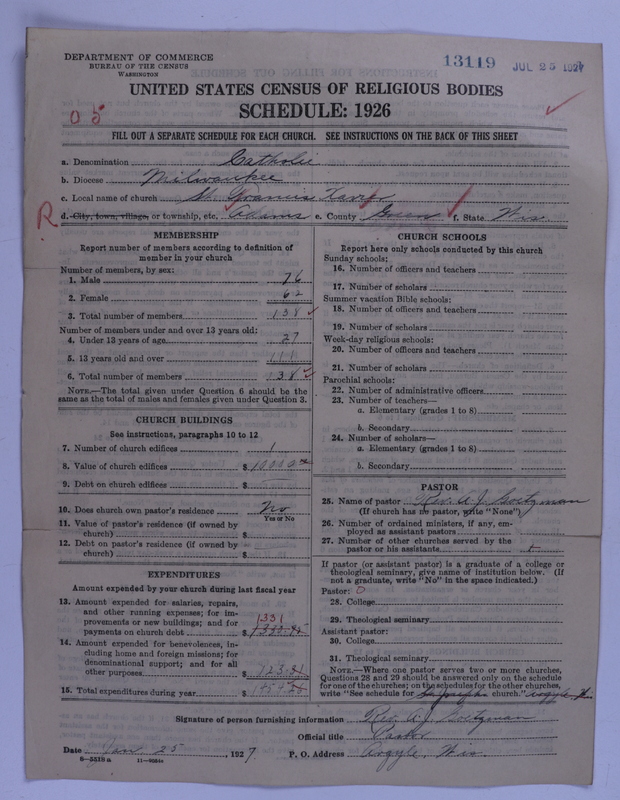 DEPARTMENT OF COMMERCE
BUREAU OF THE CENSUS
WASHINGTON
13119 JUL 25 1927
UNITED STATES CENSUS OF RELIGIOUS BODIES
05
SCHEDULE: 1926
FILL OUT A SEPARATE SCHEDULE FOR EACH CHURCH. SEE INSTRUCTIONS ON THE BACK OF THIS SHEET
a. Denomination Catholic
b. Diocese Milwaukee
c. Local name of church St. Francis Xavier
R d. City, town, village, or township, etc. Adams e. County Green f. State Wis.
MEMBERSHIP
Report number of members according to definition of
member in your church
Number of members, by sex:
1. Male 76
2. Female 62
3. Total number of members 138
Number of members under and over 13 years old:
4. Under 13 years of age 27
5. 13 years old and over 111
6. Total number of members 138
NOTE.—The total given under Question 6 should be the
same as the total of males and females given under Question 3.
CHURCH BUILDINGS
See instructions, paragraphs 10 to 12
7. Number of church edifices 1
8. Value of church edifices $ 10000
9. Debt on church edifices $
10. Does church own pastor's residence No
Yes or No
11. Value of pastor's residence (if owned by
church) $
12. Debt on pastor's residence (if owned by
church) $
EXPENDITURES
Amount expended by your church during last fiscal year
13. Amount expended for salaries, repairs,
and other running expenses; for im-
provements or new buildings; and for 1331
payments on church debt $
14. Amount expended for benevolences, in-
cluding home and foreign missions; for
denominational support; and for all
other purposes $ 123.31
15. Total expenditures during year $
CHURCH SCHOOLS
Report here only schools conducted by this church
Sunday schools:
16. Number of officers and teachers
17. Number of scholars
Summer vacation Bible schools:
18. Number of officers and teachers
19. Number of scholars
Week-day religious schools:
20. Number of officers and teachers
21. Number of scholars
Parochial schools:
22. Number of administrative officers
23. Number of teachers—
a. Elementary (grades 1 to 8)
b. Secondary
24. Number of scholars—
a. Elementary (grades 1 to 8)
b. Secondary
PASTOR
25. Name of pastor Rev. A. J. Goetzman
(If church has no pastor, write "None")
26. Number of ordained ministers, if any, em-
ployed as assistant pastors
27. Number of other churches served by the
pastor or his assistants
If pastor (or assistant pastor) is a graduate of a college or
theological seminary, give name of institution below. (If
not a graduate, write "No" in the space indicated.)
Pastor: 0
28. College
29. Theological seminary
Assistant pastor:
30. College
31. Theological seminary
NOTE.—Where one pastor serves two or more churches,
Questions 28 and 29 should be answered only on the schedule
for one of the churches; on the schedules for the other churches,
write "See schedule for St. Joseph's church." Argyle, Wis
Signature of person furnishing information Rev. A. J. Goetzman
Official title Pastor
Date Jan. 25, 1927 P. O. Address Argyle, Wis.
8—5518a 11—9054a